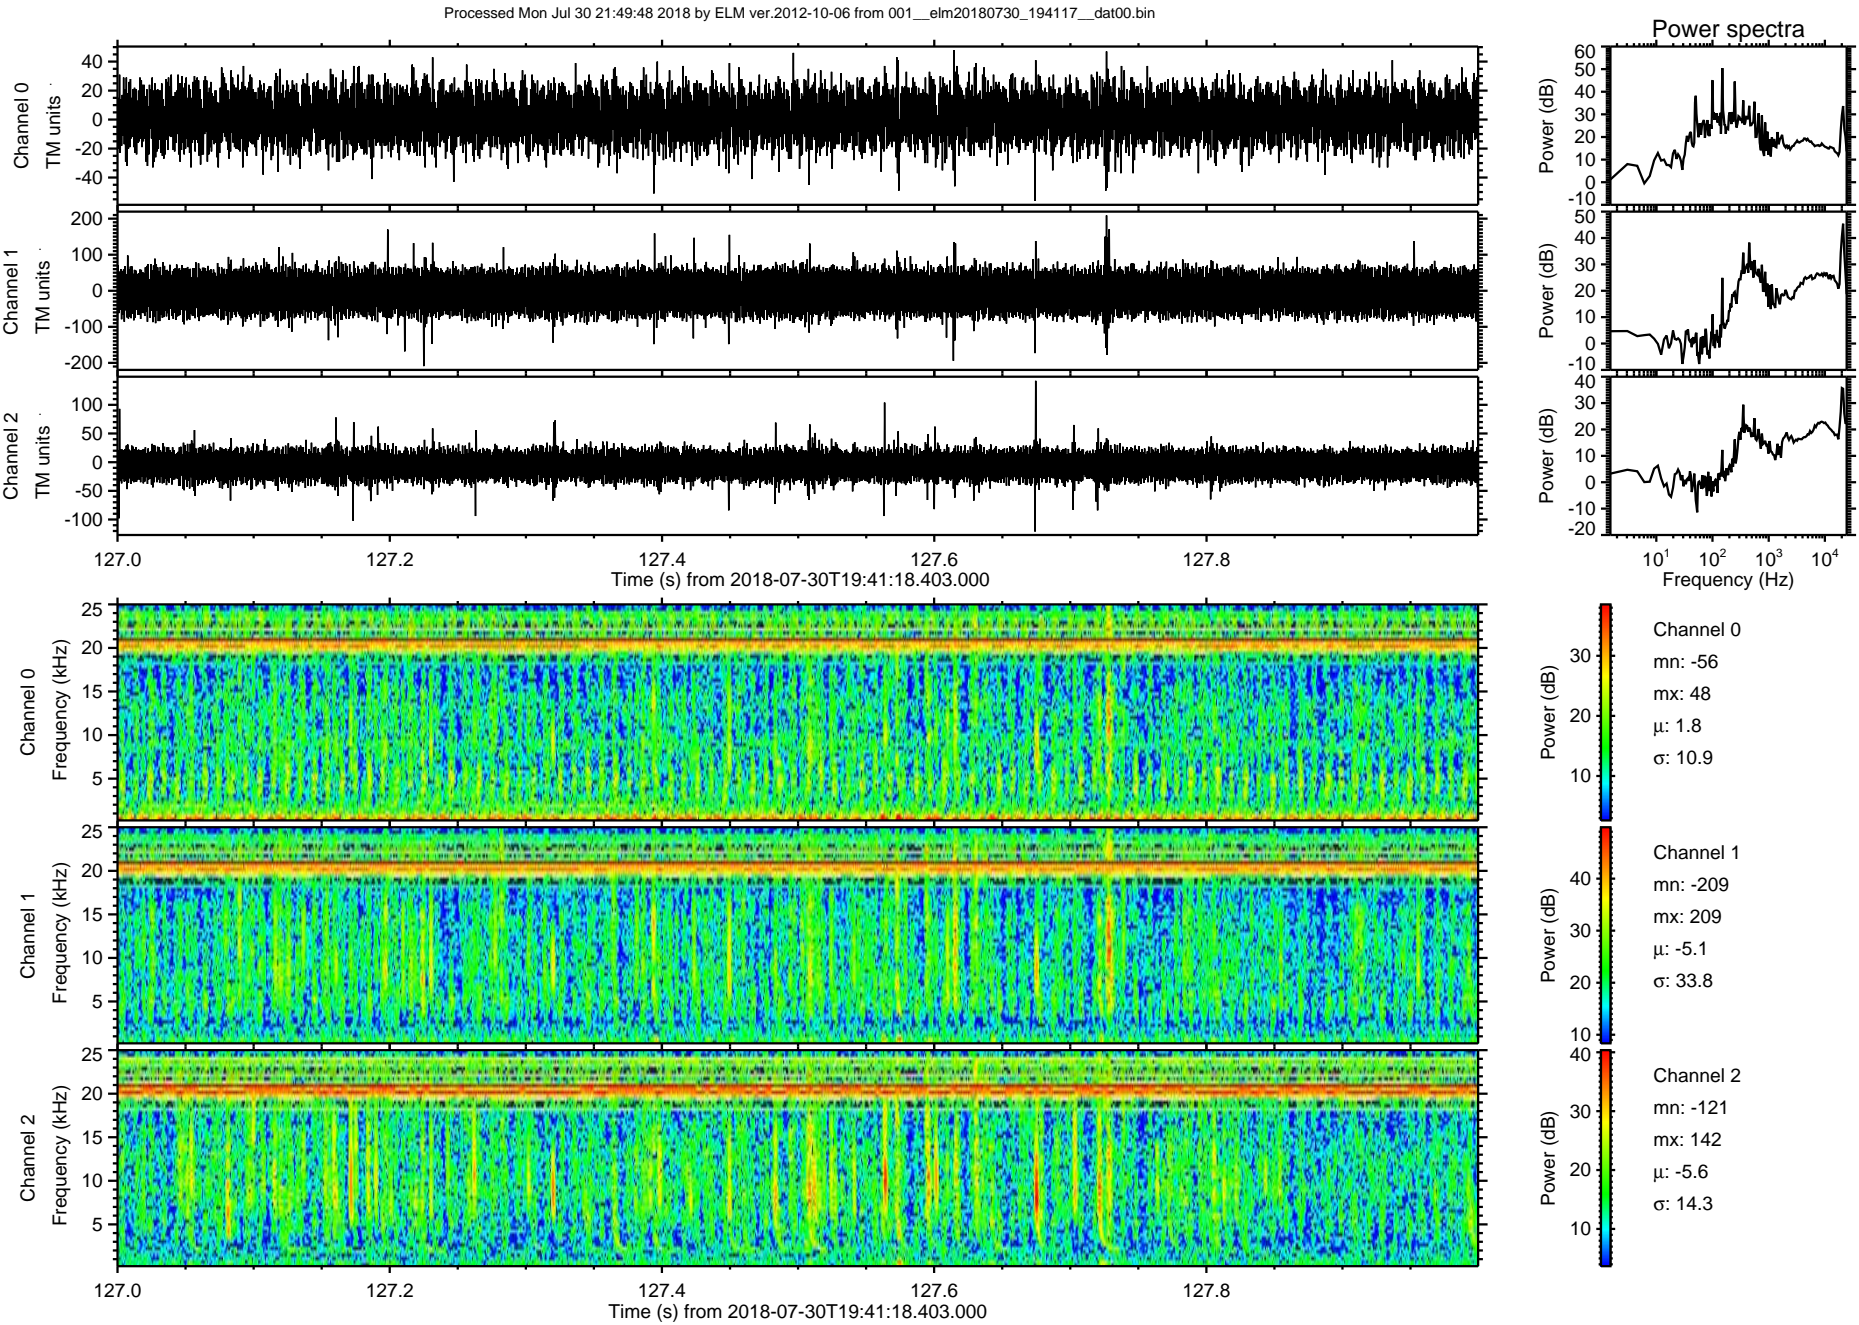 Processed Mon Jul 30 21:49:48 2018 by ELM ver.2012-10-06 from 001__elm20180730_194117__dat00.bin
Power spectra
Channel 0
TM units
40
20
0
-20
-40
Power (dB)
60
50
40
30
20
10
0
-10
Channel 1
TM units
200
100
0
-100
-200
Power (dB)
50
40
30
20
10
0
-10
Channel 2
TM units
100
50
0
-50
-100
Power (dB)
40
30
20
10
0
-10
-20
127.0 127.2 127.4 127.6 127.8
Time (s) from 2018-07-30T19:41:18.403.000
10^1 10^2 10^3 10^4
Frequency (Hz)
Channel 0
Frequency (kHz)
25
20
15
10
5
Power (dB)
30
20
10
Channel 0
mn: -56
mx: 48
μ: 1.8
σ: 10.9
Channel 1
Frequency (kHz)
25
20
15
10
5
Power (dB)
40
30
20
10
Channel 1
mn: -209
mx: 209
μ: -5.1
σ: 33.8
Channel 2
Frequency (kHz)
25
20
15
10
5
Power (dB)
40
30
20
10
Channel 2
mn: -121
mx: 142
μ: -5.6
σ: 14.3
127.0 127.2 127.4 127.6 127.8
Time (s) from 2018-07-30T19:41:18.403.000